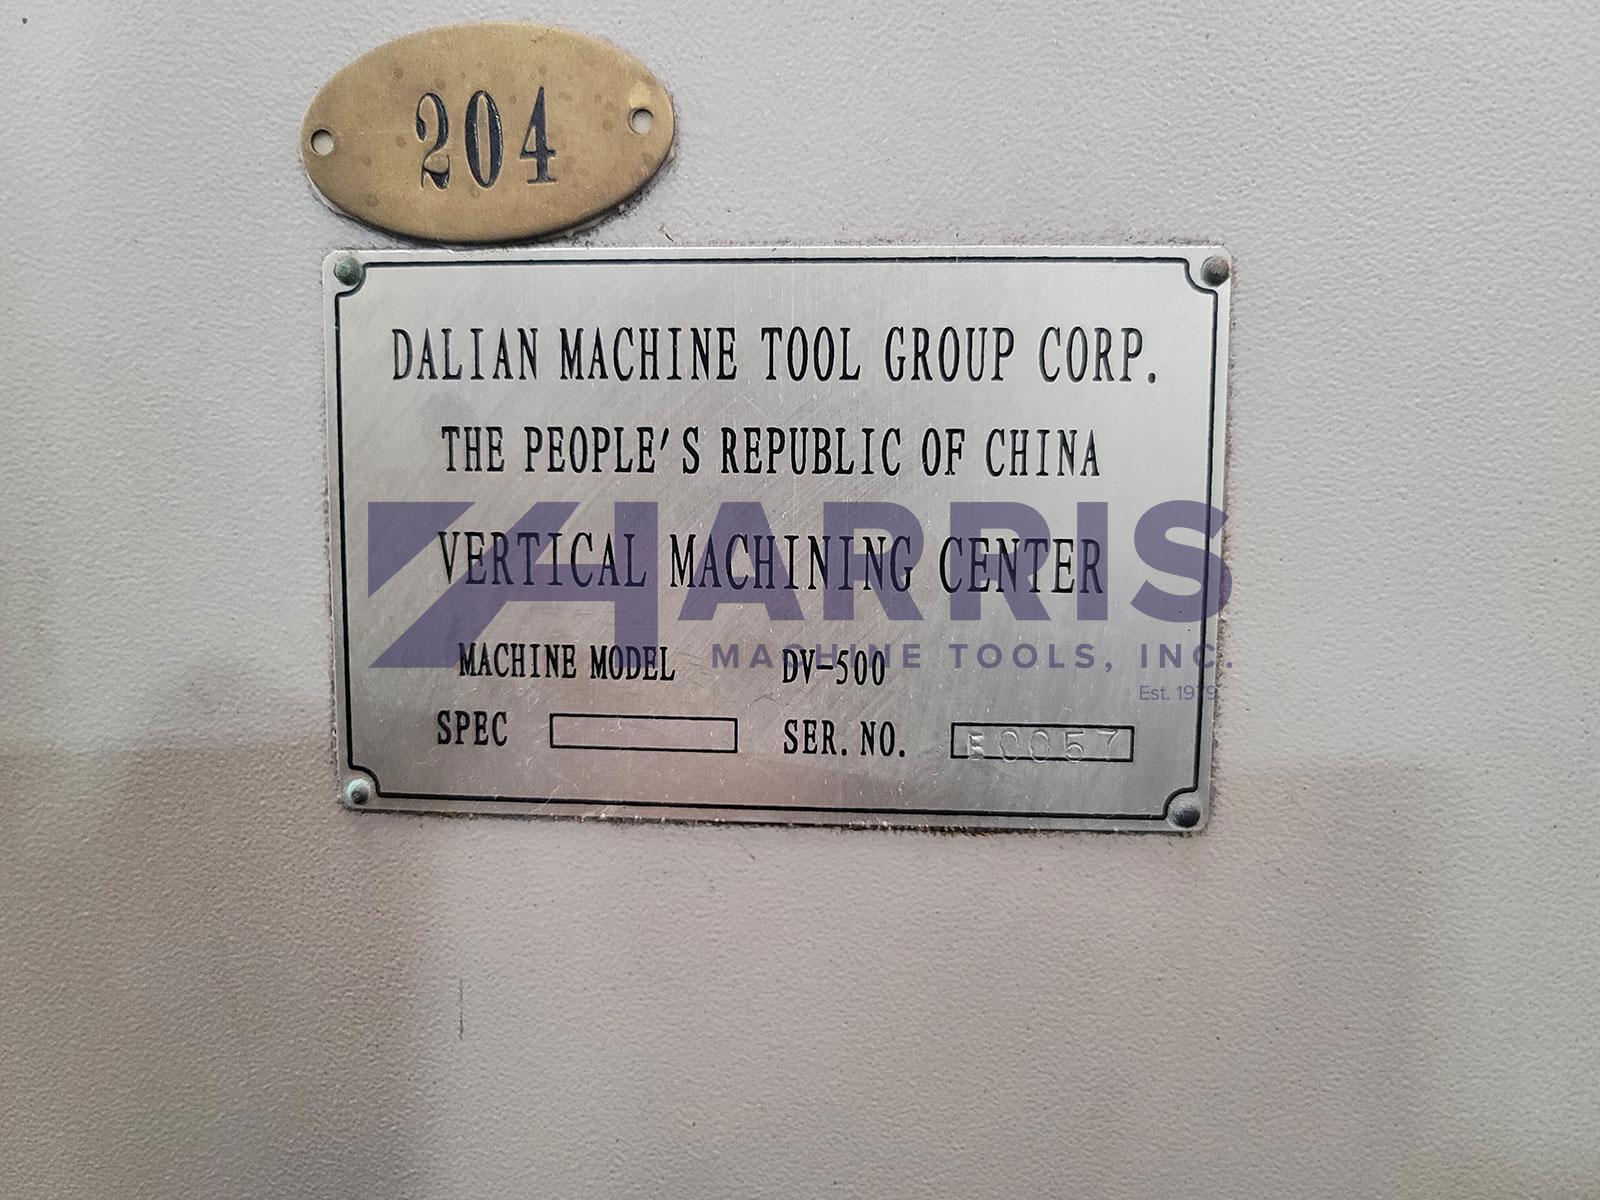 204
DALIAN MACHINE TOOL GROUP CORP.
THE PEOPLE'S REPUBLIC OF CHINA
VERTICAL MACHINING CENTER
HARRIS
MACHINE TOOLS, INC.
Est. 1979
MACHINE MODEL DV-500
SPEC SER. NO. E0057